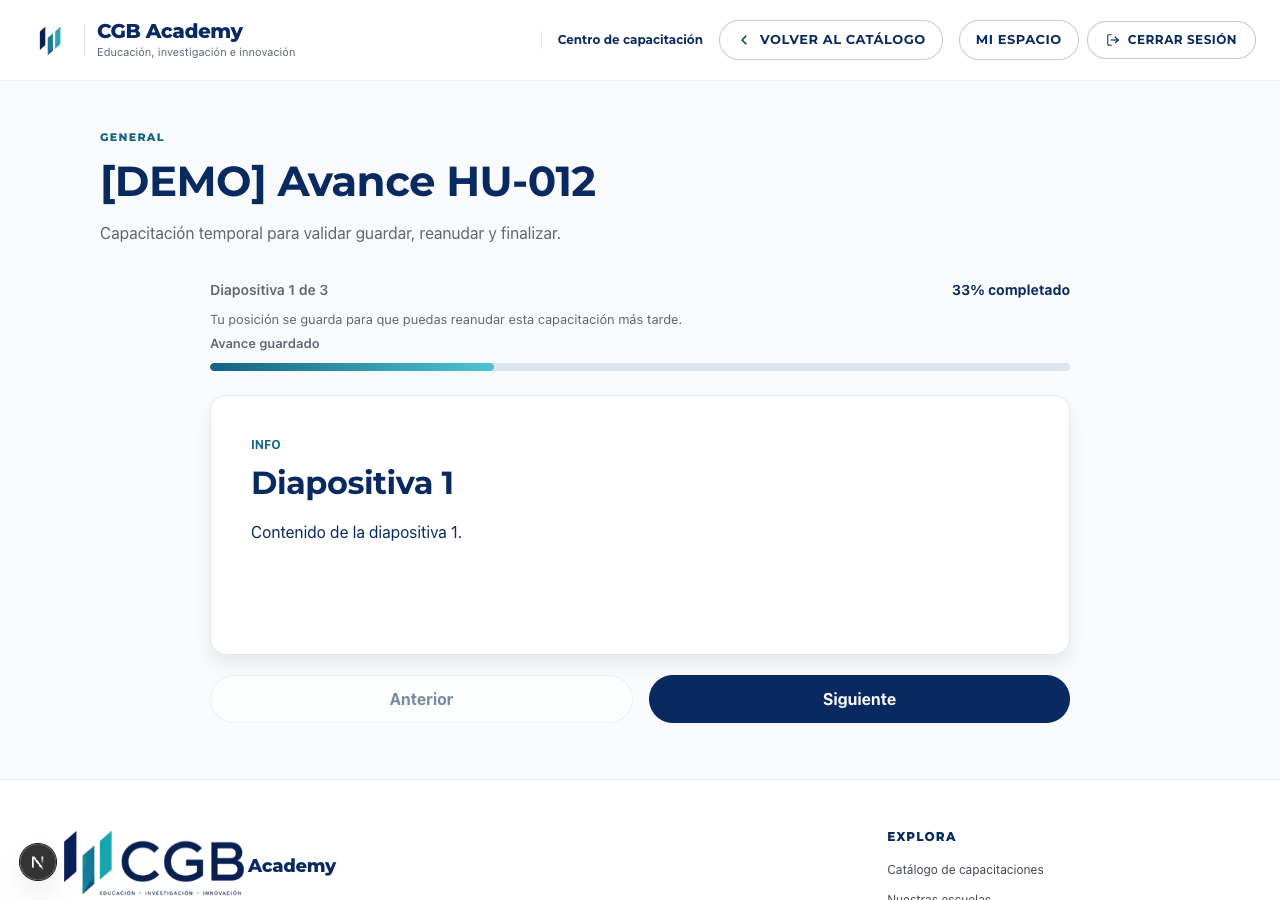 CGB Academy
Educación, investigación e innovación
Centro de capacitación
VOLVER AL CATÁLOGO
MI ESPACIO
CERRAR SESIÓN
GENERAL
[DEMO] Avance HU-012
Capacitación temporal para validar guardar, reanudar y finalizar.
Diapositiva 1 de 3
33% completado
Tu posición se guarda para que puedas reanudar esta capacitación más tarde.
Avance guardado
INFO
Diapositiva 1
Contenido de la diapositiva 1.
Anterior
Siguiente
N
CGB Academy
EDUCACIÓN - INVESTIGACIÓN - INNOVACIÓN
EXPLORA
Catálogo de capacitaciones
Nuestras escuelas